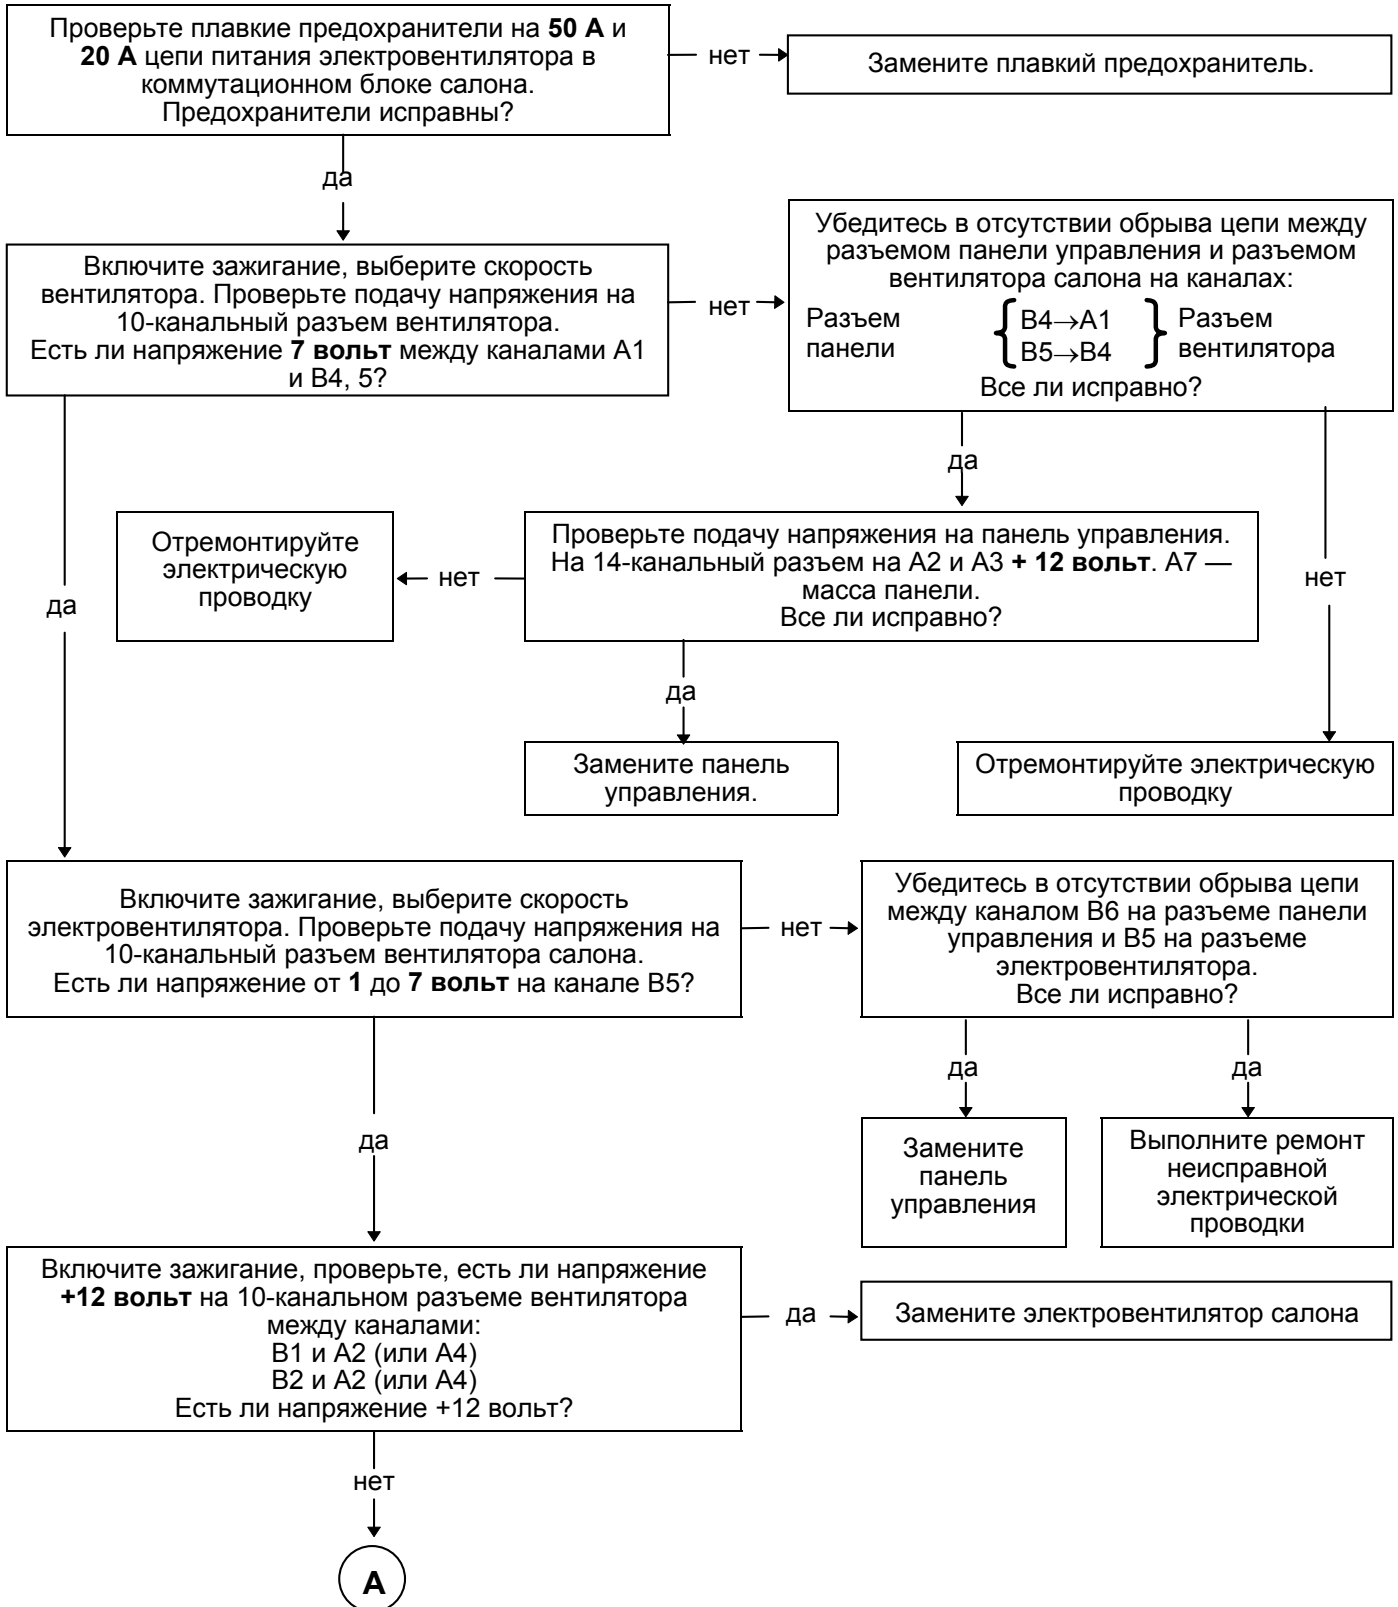 Проверьте плавкие предохранители на 50 А и
20 А цепи питания электровентилятора в
коммутационном блоке салона.
Предохранители исправны?
нет
Замените плавкий предохранитель.
да
Включите зажигание, выберите скорость
вентилятора. Проверьте подачу напряжения на
10-канальный разъем вентилятора.
Есть ли напряжение 7 вольт между каналами А1
и В4, 5?
нет
Убедитесь в отсутствии обрыва цепи между
разъемом панели управления и разъемом
вентилятора салона на каналах:
Разъем
панели
{ В4→А1
В5→В4 }
Разъем
вентилятора
Все ли исправно?
да
нет
да
Проверьте подачу напряжения на панель управления.
На 14-канальный разъем на А2 и А3 + 12 вольт. А7 —
масса панели.
Все ли исправно?
нет
Отремонтируйте
электрическую
проводку
да
Замените панель
управления.
Отремонтируйте электрическую
проводку
Включите зажигание, выберите скорость
электровентилятора. Проверьте подачу напряжения на
10-канальный разъем вентилятора салона.
Есть ли напряжение от 1 до 7 вольт на канале В5?
нет
Убедитесь в отсутствии обрыва цепи
между каналом В6 на разъеме панели
управления и В5 на разъеме
электровентилятора.
Все ли исправно?
да
да
Замените
панель
управления
Выполните ремонт
неисправной
электрической
проводки
да
Включите зажигание, проверьте, есть ли напряжение
+12 вольт на 10-канальном разъеме вентилятора
между каналами:
В1 и А2 (или А4)
В2 и А2 (или А4)
Есть ли напряжение +12 вольт?
да
Замените электровентилятор салона
нет
А